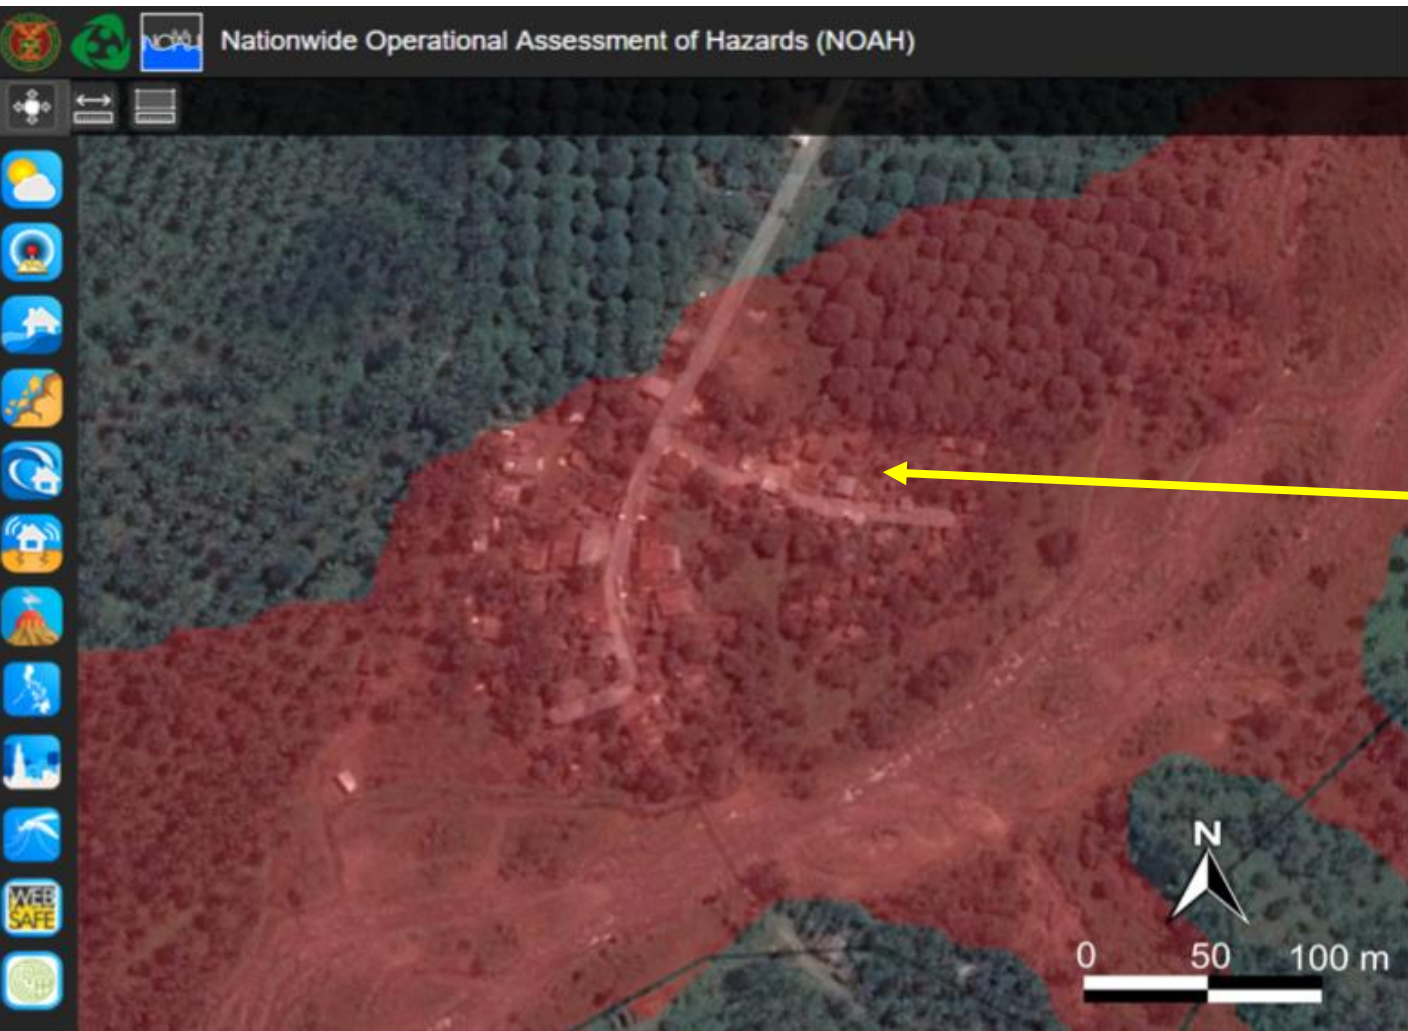 NOAH
Nationwide Operational Assessment of Hazards (NOAH)
WEB
SAFE
N
0 50 100 m